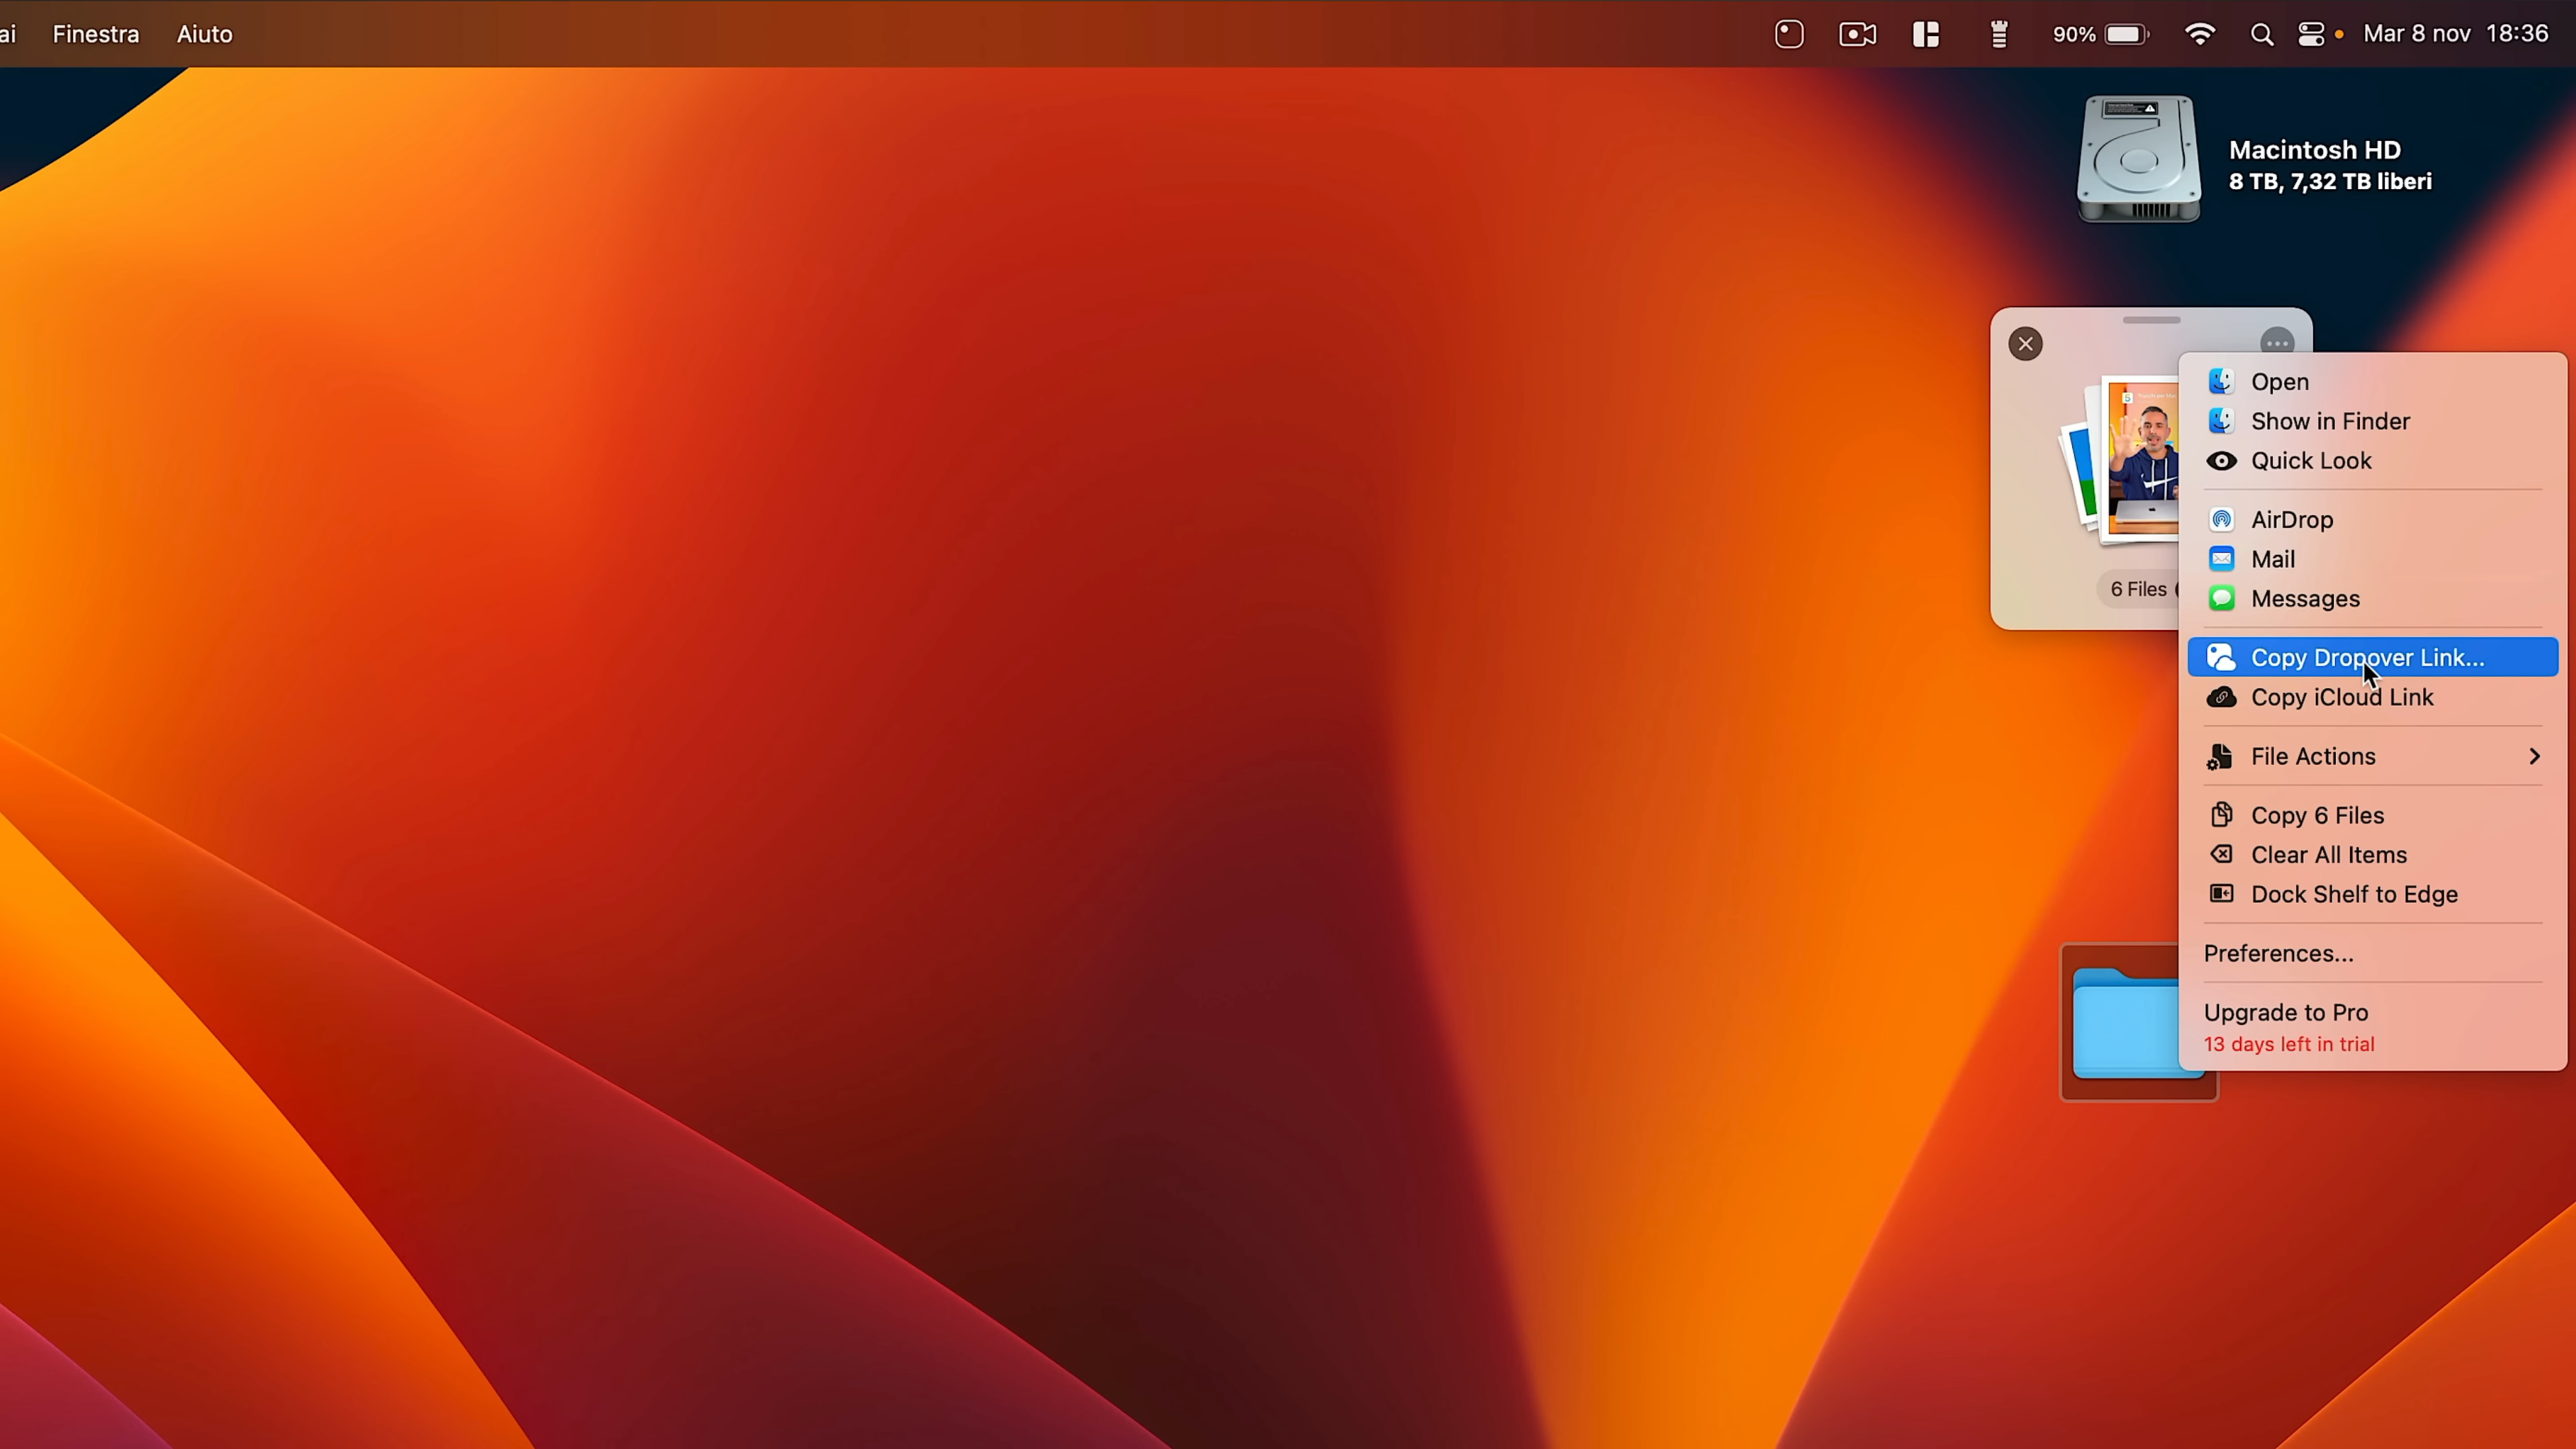 ai Finestra Aiuto 90% Mar 8 nov 18:36
Macintosh HD
8 TB, 7,32 TB liberi
6 Files
Open
Show in Finder
Quick Look
AirDrop
Mail
Messages
Copy Dropover Link...
Copy iCloud Link
File Actions
Copy 6 Files
Clear All Items
Dock Shelf to Edge
Preferences...
Upgrade to Pro
13 days left in trial